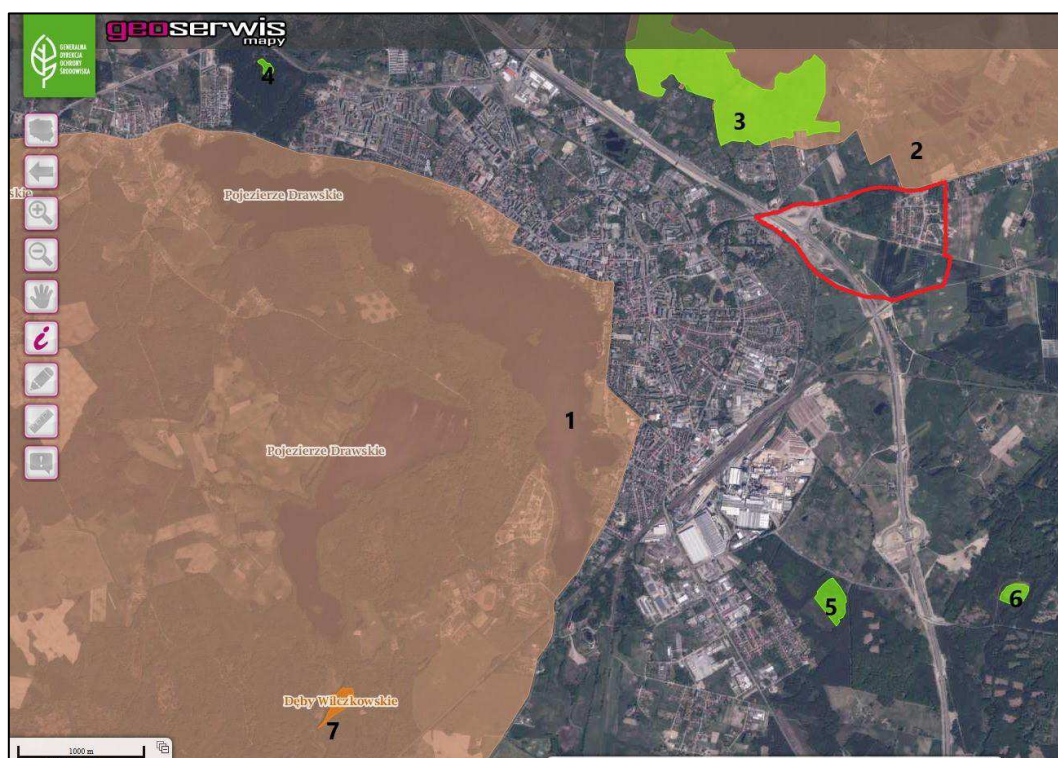 GENERALNA
DYREKCJA
OCHRONY
ŚRODOWISKA
geoserwis
mapy
4
3
2
skie
Pojezierze Drawskie
i
1
Pojezierze Drawskie
5
6
Dęby Wilczkowskie
7
1000 m